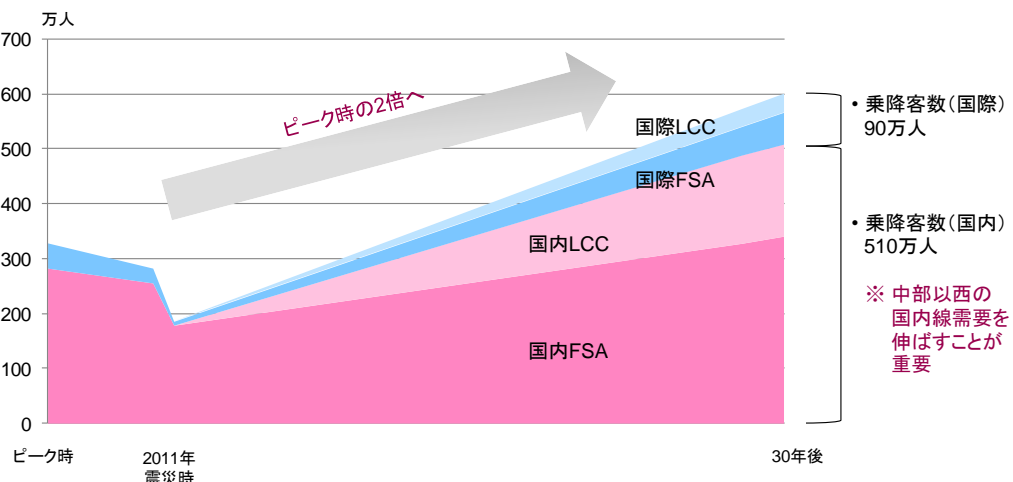 万人
700
600
500
400
300
200
100
0
ピーク時の2倍へ
国際LCC
国際FSA
国内LCC
国内FSA
ピーク時
2011年
震災時
30年後
• 乗降客数(国際)
90万人
• 乗降客数(国内)
510万人
※ 中部以西の
国内線需要を
伸ばすことが
重要